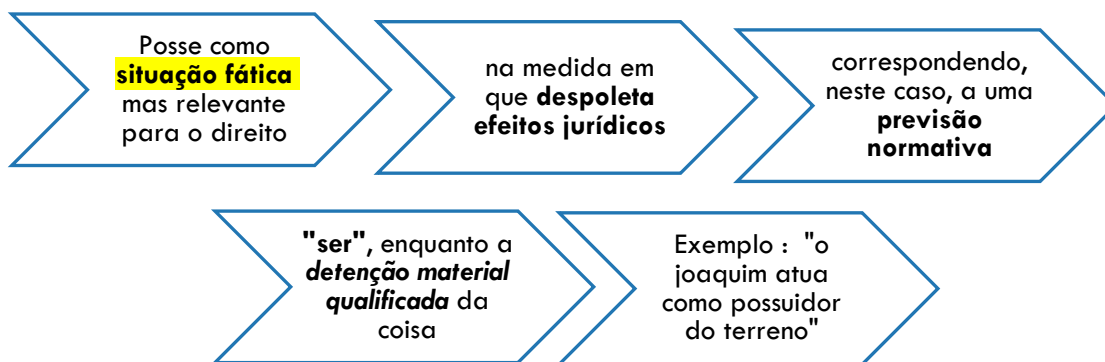 Posse como
situação fática
mas relevante
para o direito
na medida em
que despoleta
efeitos jurídicos
correspondendo,
neste caso, a uma
previsão
normativa
"ser", enquanto a
detenção material
qualificada da
coisa
Exemplo : "o
joaquim atua
como possuidor
do terreno"